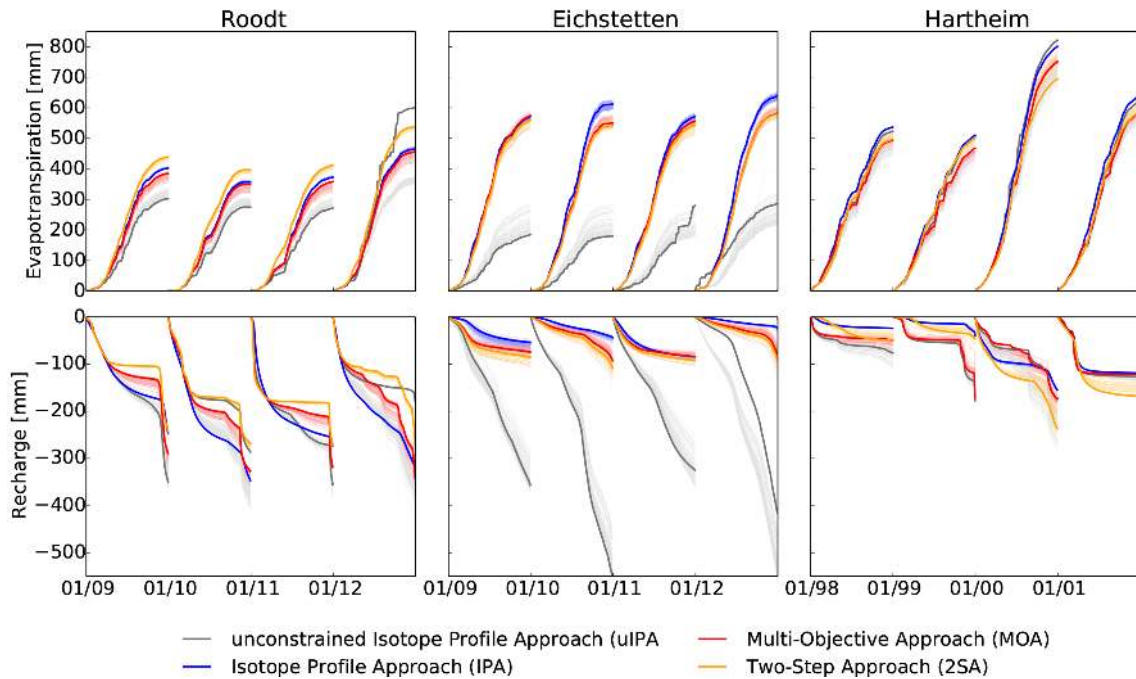 Roodt Eichstetten Hartheim
Evapotranspiration [mm]
800
700
600
500
400
300
200
100
0
Recharge [mm]
0
−100
−200
−300
−400
−500
01/09 01/10 01/11 01/12 01/09 01/10 01/11 01/12 01/98 01/99 01/00 01/01
unconstrained Isotope Profile Approach (uIPA Multi-Objective Approach (MOA)
Isotope Profile Approach (IPA) Two-Step Approach (2SA)